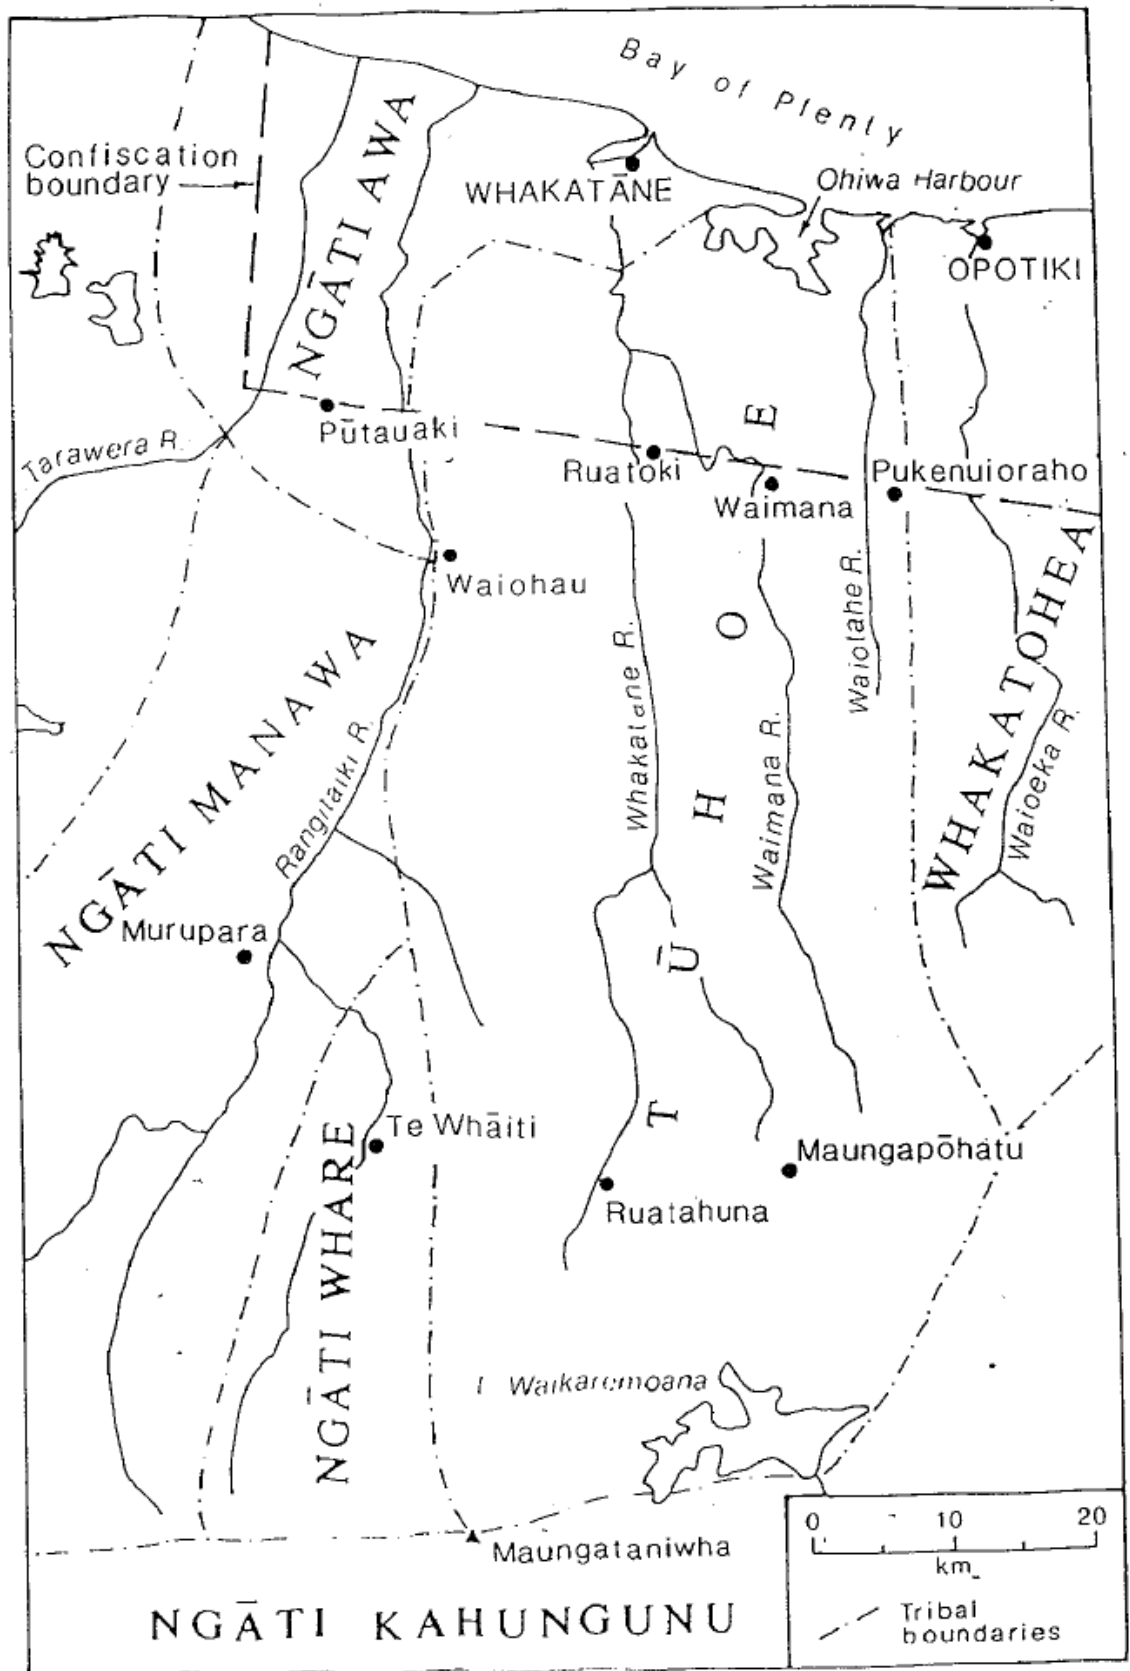 Bay of Plenty
Confiscation
boundary
NGĀTI AWA
WHAKATĀNE
Ohiwa Harbour
OPOTIKI
Tarawera R.
Pūtauaki
Ruatoki
Waimana
Pukenuioraho
Waiohau
TŪHOE
Waiotahe R.
WHAKATOHEA
Whakatane R.
Waimana R.
Waioeka R.
NGĀTI MANAWA
Rangitaiki R.
Murupara
Te Whāiti
NGĀTI WHARE
Maungapōhatu
Ruatahuna
L Waikaremoana
Maungataniwha
NGĀTI KAHUNGUNU
0 10 20
km
Tribal
boundaries